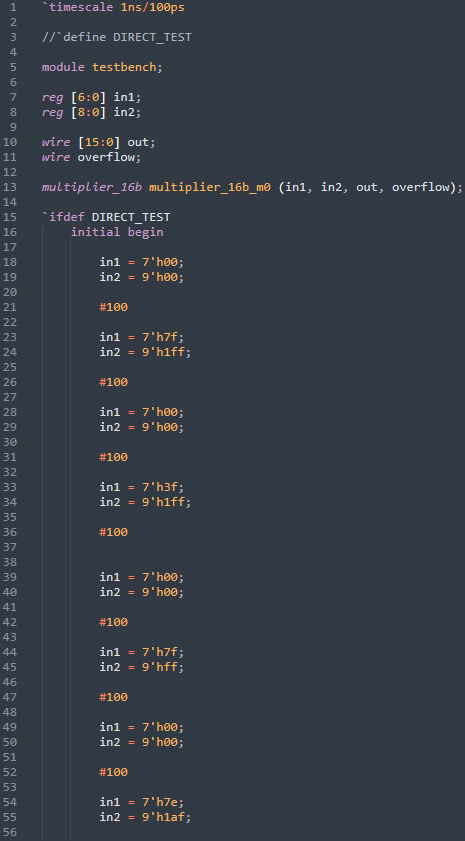 1 `timescale 1ns/100ps
2
3 //`define DIRECT_TEST
4
5 module testbench;
6
7 reg [6:0] in1;
8 reg [8:0] in2;
9
10 wire [15:0] out;
11 wire overflow;
12
13 multiplier_16b multiplier_16b_m0 (in1, in2, out, overflow);
14
15 `ifdef DIRECT_TEST
16 initial begin
17
18 in1 = 7'h00;
19 in2 = 9'h00;
20
21 #100
22
23 in1 = 7'h7f;
24 in2 = 9'h1ff;
25
26 #100
27
28 in1 = 7'h00;
29 in2 = 9'h00;
30
31 #100
32
33 in1 = 7'h3f;
34 in2 = 9'h1ff;
35
36 #100
37
38
39 in1 = 7'h00;
40 in2 = 9'h00;
41
42 #100
43
44 in1 = 7'h7f;
45 in2 = 9'hff;
46
47 #100
48
49 in1 = 7'h00;
50 in2 = 9'h00;
51
52 #100
53
54 in1 = 7'h7e;
55 in2 = 9'h1af;
56